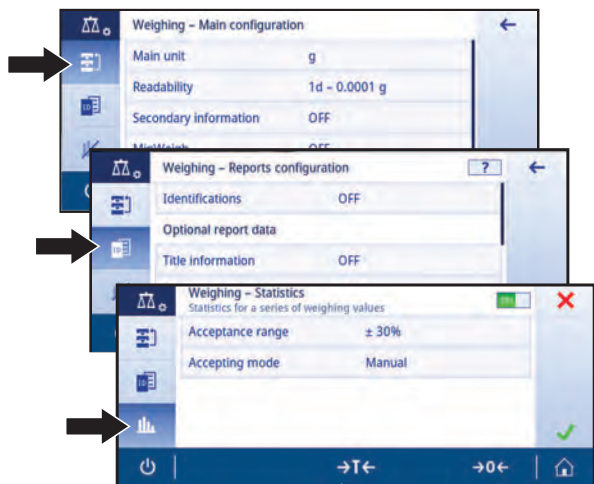 Weighing – Main configuration
Main unit g
Readability 1d – 0.0001 g
Secondary information OFF
MinWeigh OFF
Weighing – Reports configuration ?
Identifications OFF
Optional report data
Title information OFF
Weighing – Statistics
Statistics for a series of weighing values
Acceptance range ± 30%
Accepting mode Manual
→T← →0←